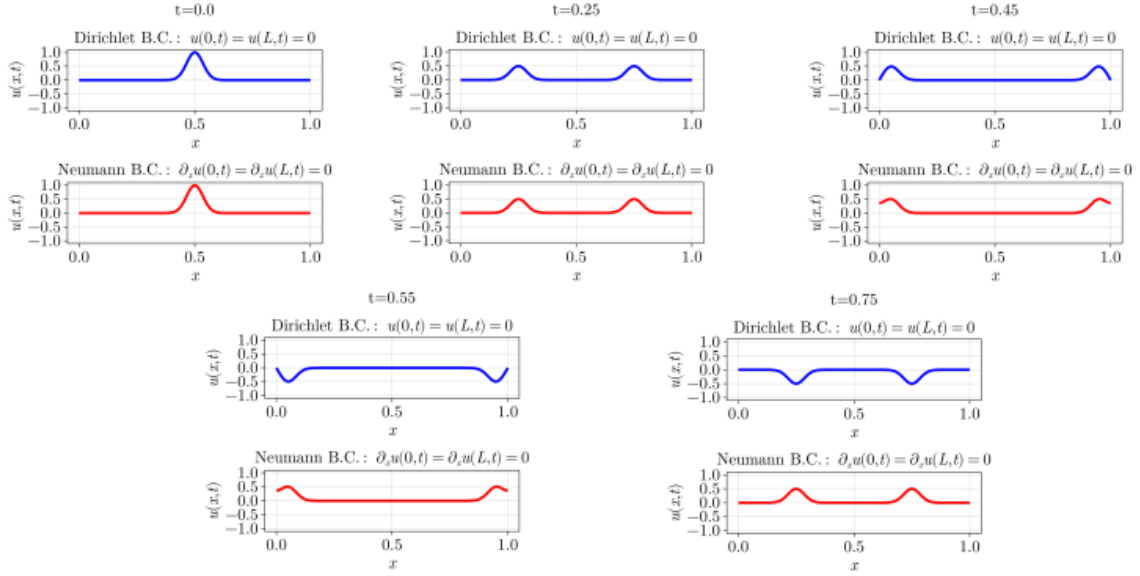 t=0.0
Dirichlet B.C.: u(0,t) = u(L,t) = 0
u(x,t)
1.0
0.5
0.0
−0.5
−1.0
0.0 0.5 1.0
x
Neumann B.C.: ∂ₓu(0,t) = ∂ₓu(L,t) = 0
u(x,t)
1.0
0.5
0.0
−0.5
−1.0
0.0 0.5 1.0
x
t=0.25
Dirichlet B.C.: u(0,t) = u(L,t) = 0
u(x,t)
1.0
0.5
0.0
−0.5
−1.0
0.0 0.5 1.0
x
Neumann B.C.: ∂ₓu(0,t) = ∂ₓu(L,t) = 0
u(x,t)
1.0
0.5
0.0
−0.5
−1.0
0.0 0.5 1.0
x
t=0.45
Dirichlet B.C.: u(0,t) = u(L,t) = 0
u(x,t)
1.0
0.5
0.0
−0.5
−1.0
0.0 0.5 1.0
x
Neumann B.C.: ∂ₓu(0,t) = ∂ₓu(L,t) = 0
u(x,t)
1.0
0.5
0.0
−0.5
−1.0
0.0 0.5 1.0
x
t=0.55
Dirichlet B.C.: u(0,t) = u(L,t) = 0
u(x,t)
1.0
0.5
0.0
−0.5
−1.0
0.0 0.5 1.0
x
Neumann B.C.: ∂ₓu(0,t) = ∂ₓu(L,t) = 0
u(x,t)
1.0
0.5
0.0
−0.5
−1.0
0.0 0.5 1.0
x
t=0.75
Dirichlet B.C.: u(0,t) = u(L,t) = 0
u(x,t)
1.0
0.5
0.0
−0.5
−1.0
0.0 0.5 1.0
x
Neumann B.C.: ∂ₓu(0,t) = ∂ₓu(L,t) = 0
u(x,t)
1.0
0.5
0.0
−0.5
−1.0
0.0 0.5 1.0
x